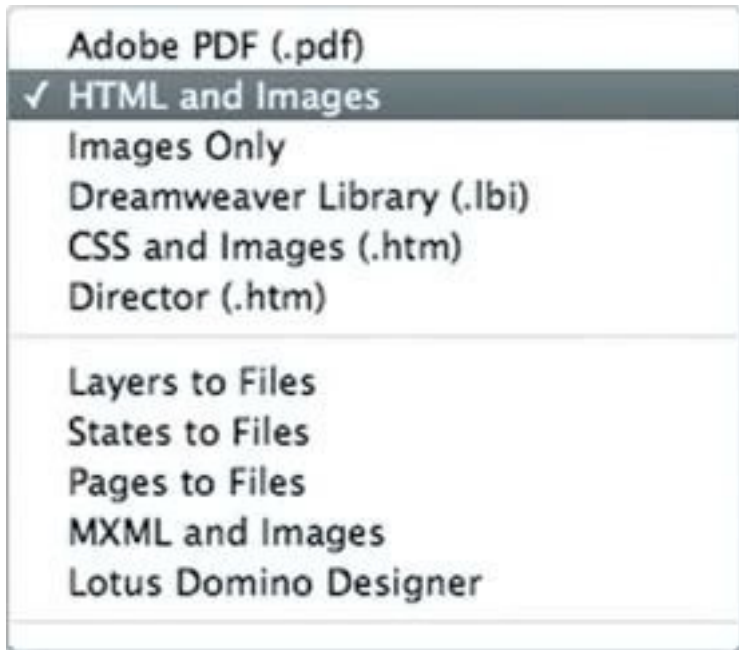 Adobe PDF (.pdf)
✓ HTML and Images
Images Only
Dreamweaver Library (.lbi)
CSS and Images (.htm)
Director (.htm)
Layers to Files
States to Files
Pages to Files
MXML and Images
Lotus Domino Designer